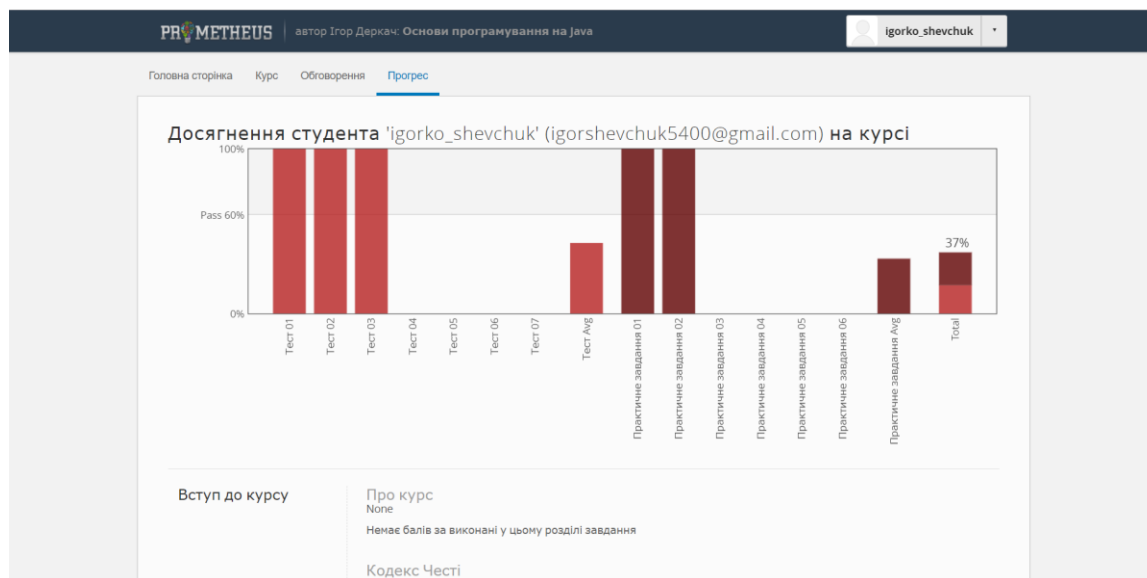 PROMETHEUS
автор Ігор Деркач: Основи програмування на Java
igorko_shevchuk
Головна сторінка Курс Обговорення Прогрес
Досягнення студента 'igorko_shevchuk' (igorshevchuk5400@gmail.com) на курсі
100%
Pass 60%
0%
37%
Тест 01
Тест 02
Тест 03
Тест 04
Тест 05
Тест 06
Тест 07
Тест Avg
Практичне завдання 01
Практичне завдання 02
Практичне завдання 03
Практичне завдання 04
Практичне завдання 05
Практичне завдання 06
Практичне завдання Avg
Total
Вступ до курсу
Про курс
None
Немає балів за виконані у цьому розділі завдання
Кодекс Честі